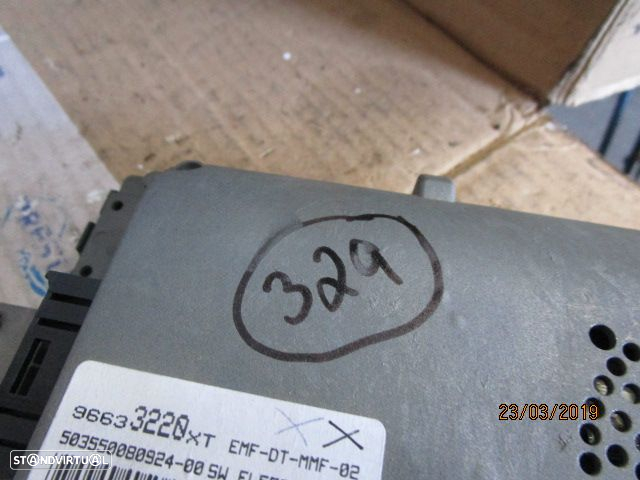 329
96633220XT EMF-DT-MMF-02
503550080924-00 SW
23/03/2019
STANDVIRTUAL